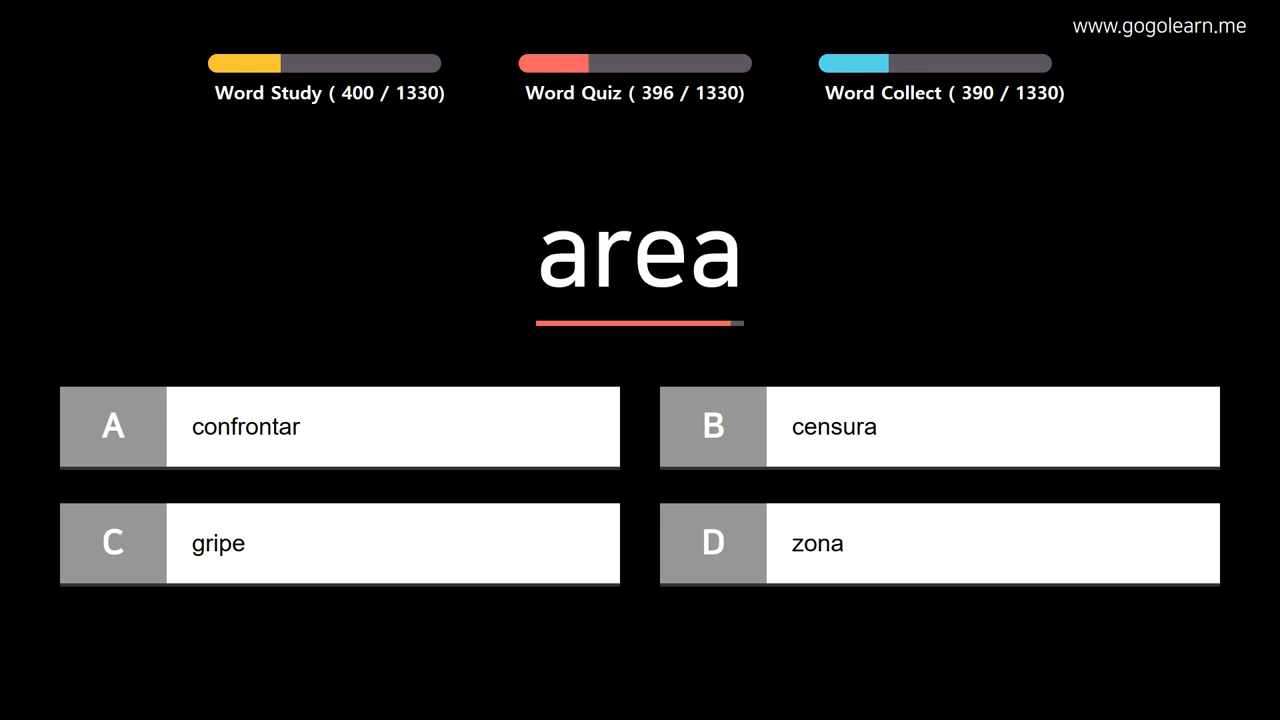 www.gogolearn.me
Word Study ( 400 / 1330)
Word Quiz ( 396 / 1330)
Word Collect ( 390 / 1330)
area
A confrontar
B censura
C gripe
D zona